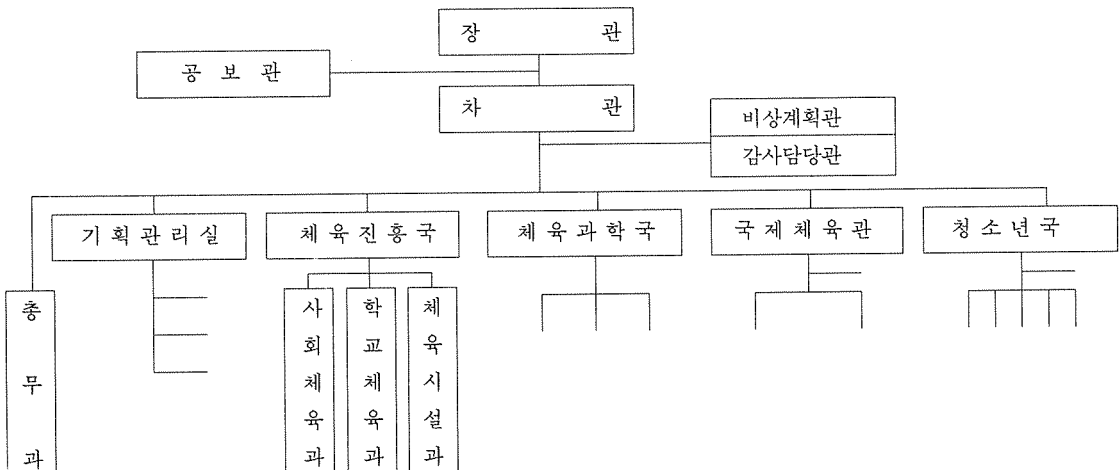 장 관
공 보 관
차 관
비상계획관
감사담당관
기 획 관 리 실
체 육 진 흥 국
체 육 과 학 국
국 제 체 육 관
청 소 년 국
총 무 과
사 회 체 육 과
학 교 체 육 과
체 육 시 설 과